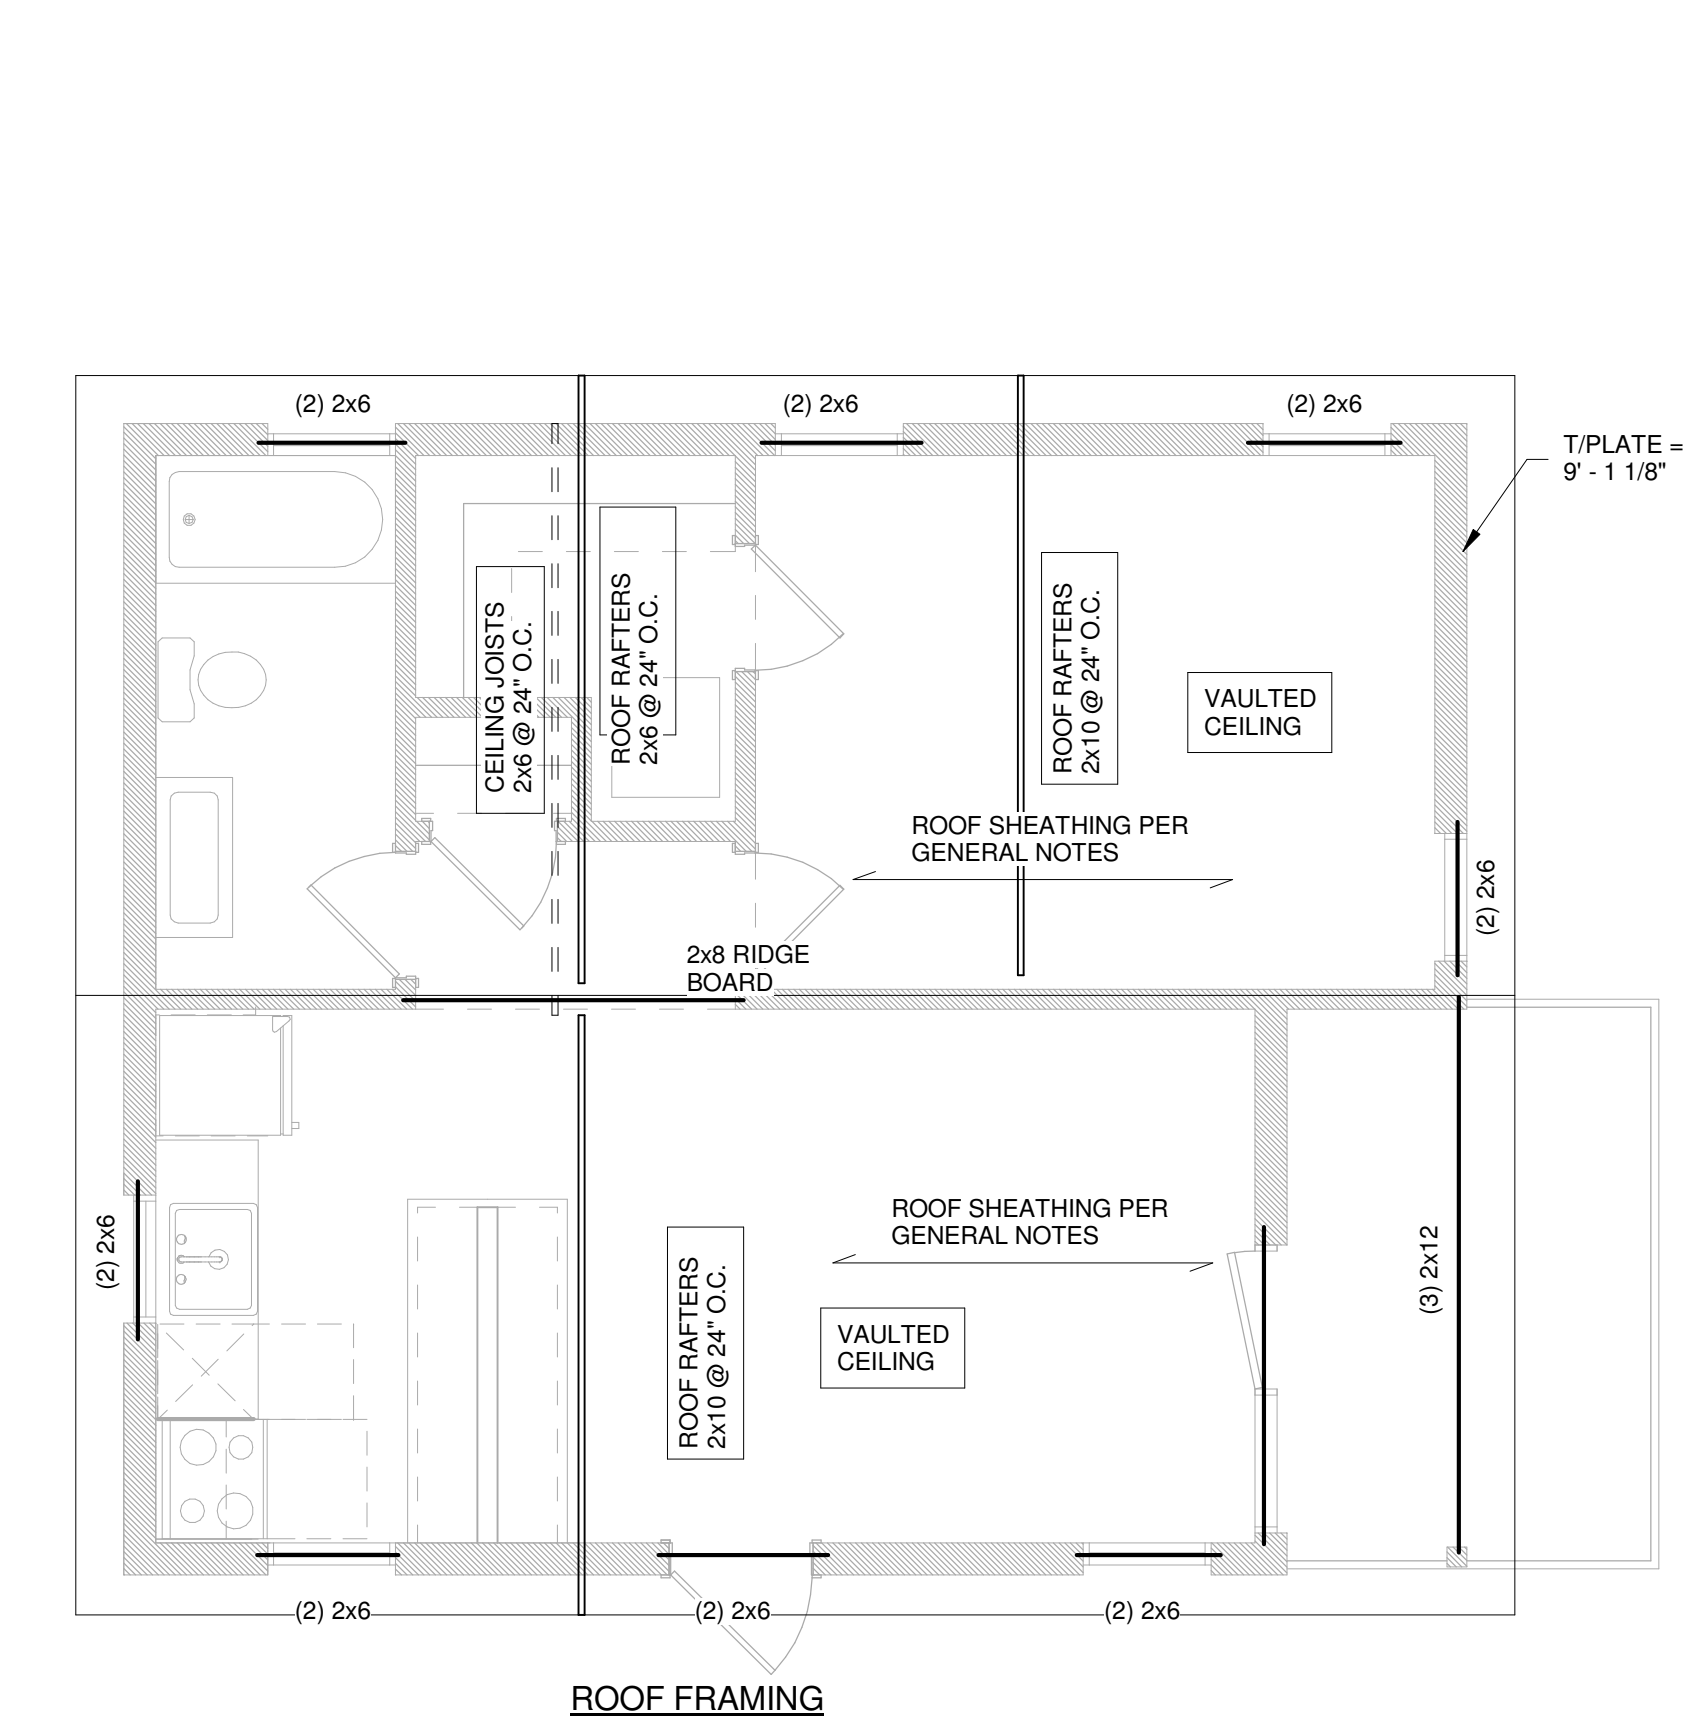 (2) 2x6
(2) 2x6
(2) 2x6
T/PLATE =
9' - 1 1/8"
CEILING JOISTS
2x6 @ 24" O.C.
ROOF RAFTERS
2x6 @ 24" O.C.
ROOF RAFTERS
2x10 @ 24" O.C.
VAULTED
CEILING
ROOF SHEATHING PER
GENERAL NOTES
(2) 2x6
2x8 RIDGE
BOARD
(2) 2x6
ROOF SHEATHING PER
GENERAL NOTES
ROOF RAFTERS
2x10 @ 24" O.C.
VAULTED
CEILING
(3) 2x12
(2) 2x6
(2) 2x6
(2) 2x6
ROOF FRAMING